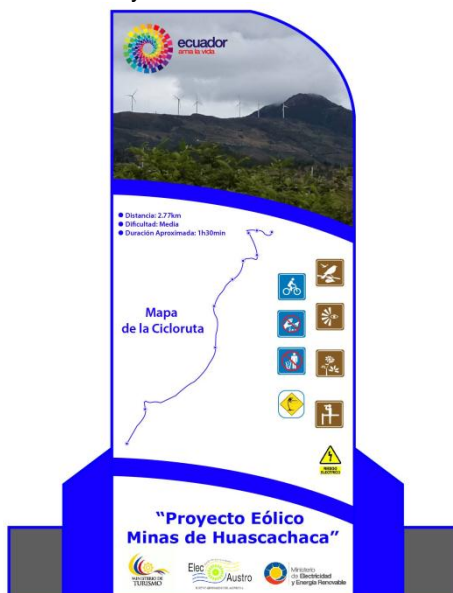 ecuador
ama la vida
● Distancia: 2.77km
● Dificultad: Media
● Duración Aproximada: 1h30min
Mapa
de la Cicloruta
RIESGO
ELÉCTRICO
"Proyecto Eólico
Minas de Huascachaca"
MINISTERIO DE
TURISMO
Elec
Austro
Ministerio
de Electricidad
y Energía Renovable